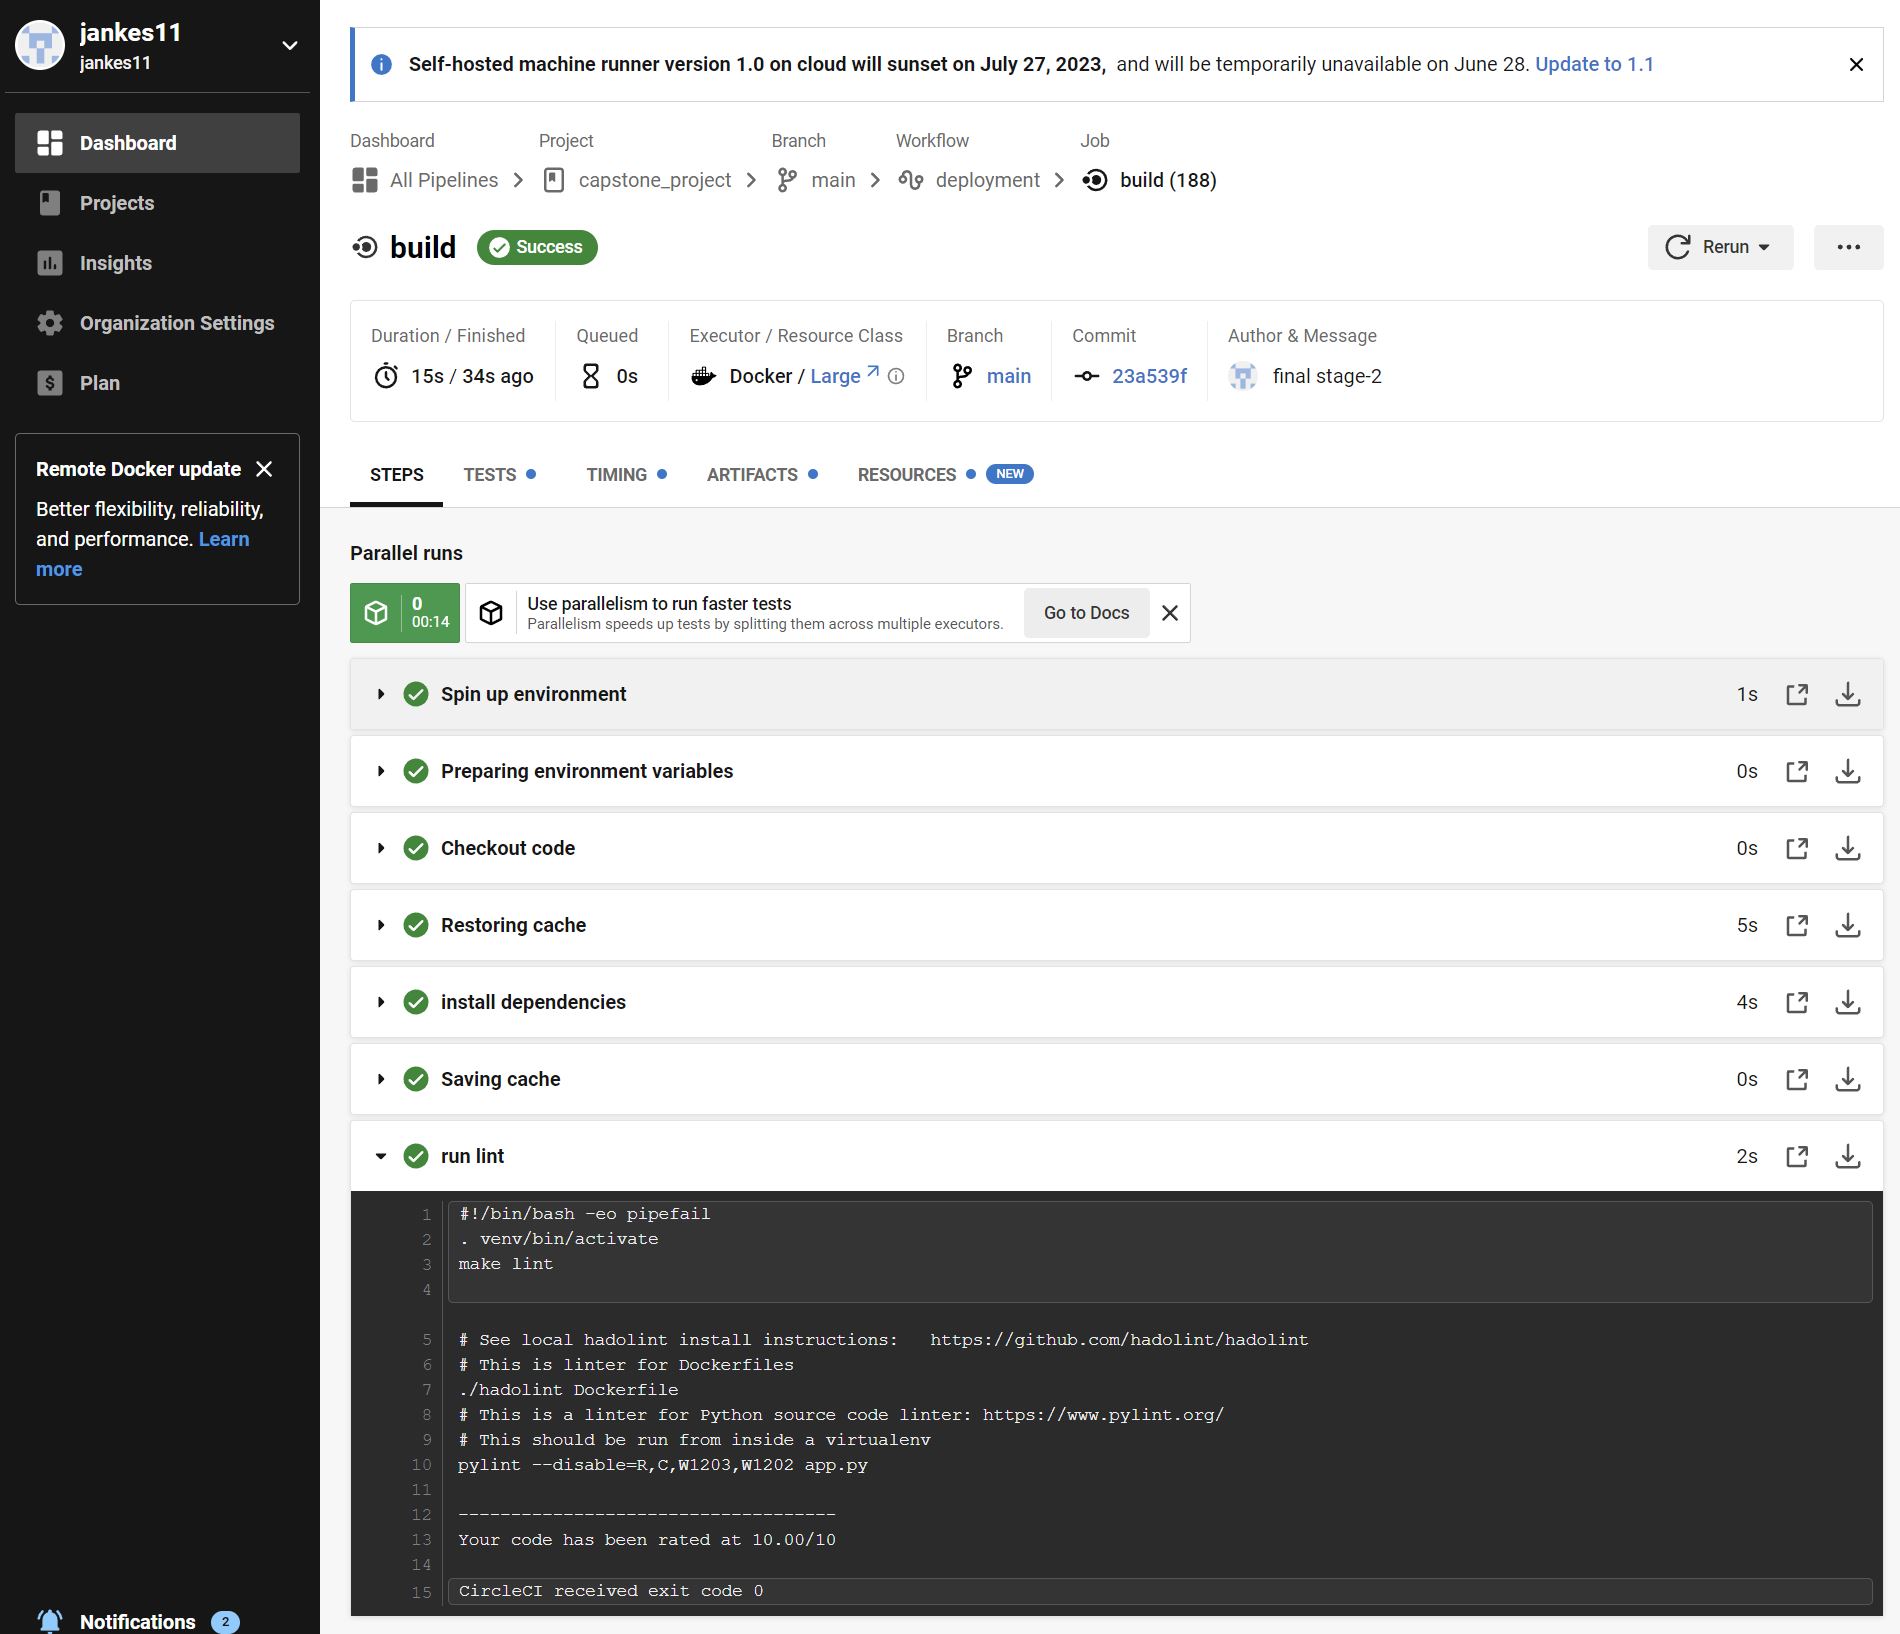 jankes11
jankes11
Dashboard
Projects
Insights
Organization Settings
Plan
Remote Docker update
Better flexibility, reliability,
and performance. Learn
more
Notifications 2
Self-hosted machine runner version 1.0 on cloud will sunset on July 27, 2023, and will be temporarily unavailable on June 28. Update to 1.1
Dashboard Project Branch Workflow Job
All Pipelines capstone_project main deployment build (188)
build Success Rerun
Duration / Finished Queued Executor / Resource Class Branch Commit Author & Message
15s / 34s ago 0s Docker / Large main 23a539f final stage-2
STEPS TESTS TIMING ARTIFACTS RESOURCES NEW
Parallel runs
0
00:14
Use parallelism to run faster tests
Parallelism speeds up tests by splitting them across multiple executors.
Go to Docs
Spin up environment 1s
Preparing environment variables 0s
Checkout code 0s
Restoring cache 5s
install dependencies 4s
Saving cache 0s
run lint 2s
1 #!/bin/bash -eo pipefail
2 . venv/bin/activate
3 make lint
4
5 # See local hadolint install instructions:   https://github.com/hadolint/hadolint
6 # This is linter for Dockerfiles
7 ./hadolint Dockerfile
8 # This is a linter for Python source code linter: https://www.pylint.org/
9 # This should be run from inside a virtualenv
10 pylint --disable=R,C,W1203,W1202 app.py
11
12 ------------------------------------
13 Your code has been rated at 10.00/10
14
15 CircleCI received exit code 0